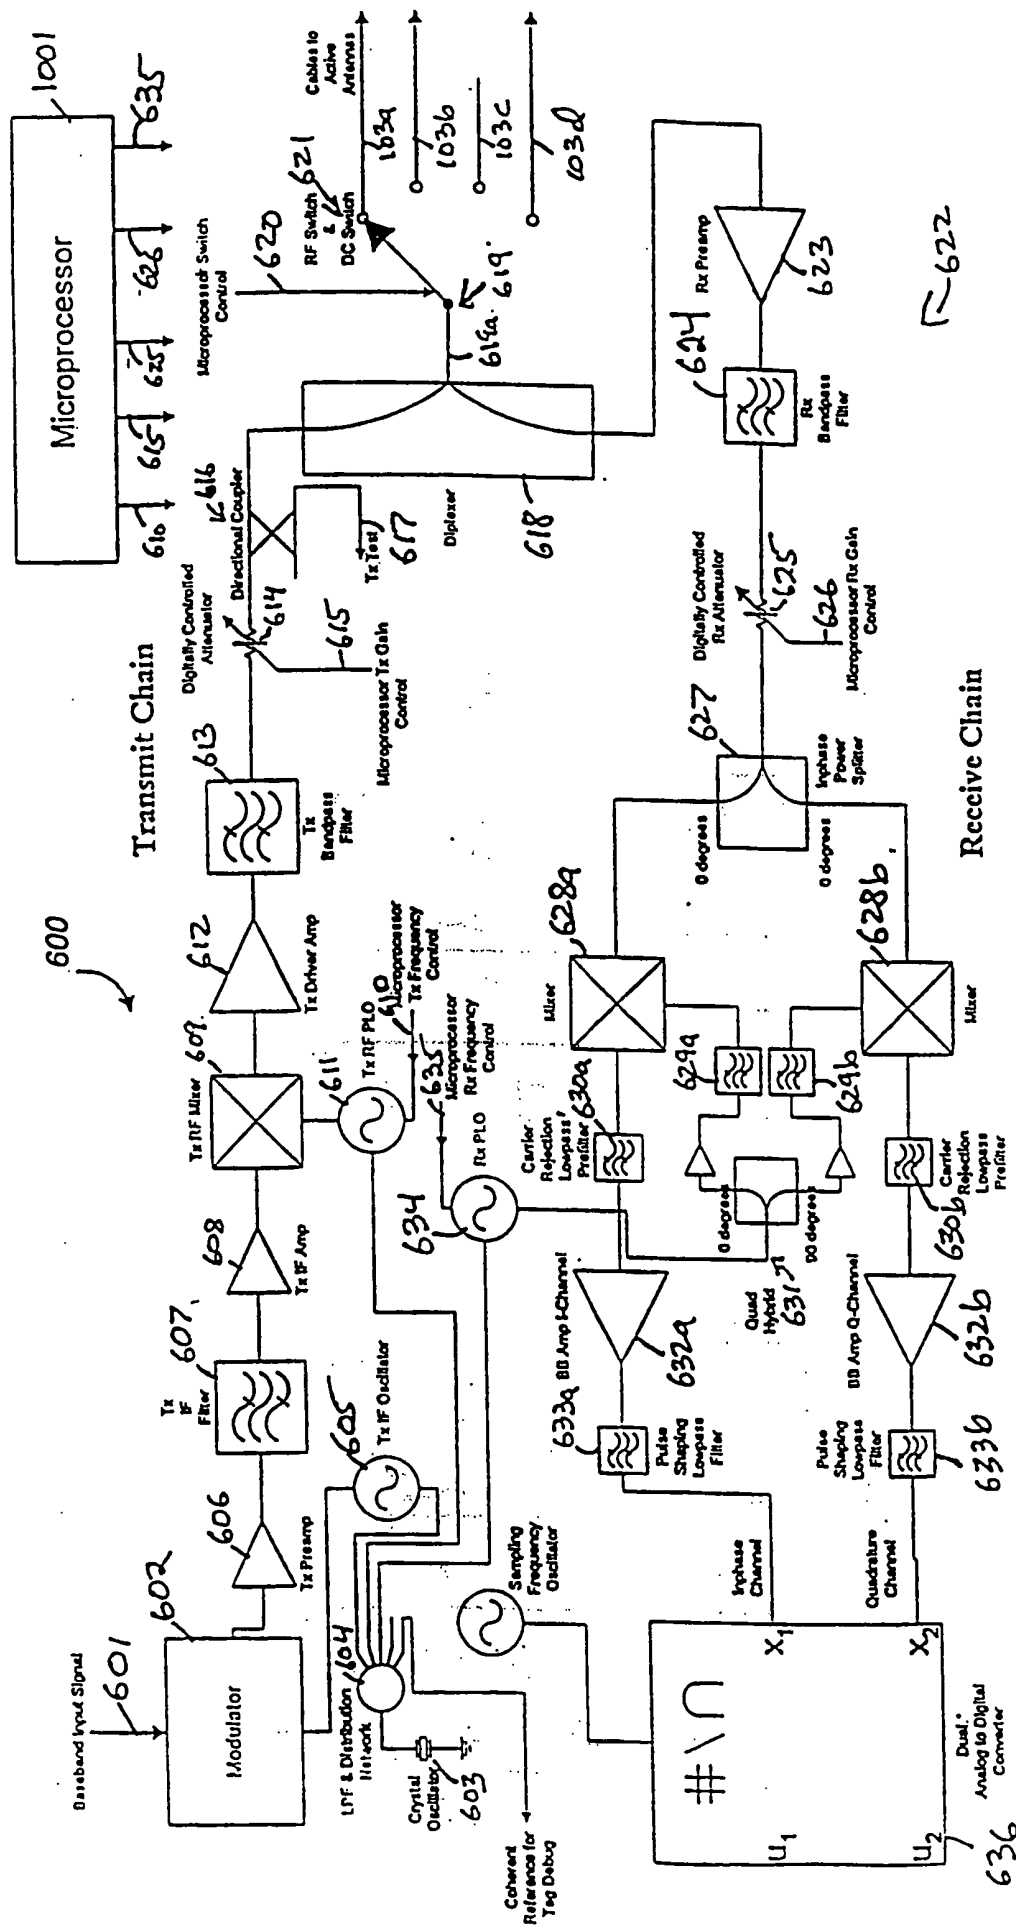 600
Transmit Chain
Microprocessor
1001
610
615
625
626
635
Baseband Input Signal
601
Modulator
602
606
Tx Preamp
607
Tx
IF
Filter
608
Tx IF Amp
609
Tx RF Mixer
612
Tx Driver Amp
613
Tx
Bandpass
Filter
Digitally Controlled
Attenuator
614
615
Microprocessor Tx Gain
Control
Directional Coupler
616
Tx Test
617
Diplexer
618
619a
619
Microprocessor Switch
Control
620
RF Switch
&
DC Switch
621
Cables to
Active
Antennas
103a
103b
103c
103d
LPF & Distribution
Network
604
Crystal
Oscillator
603
Coherent
Reference for
Tag Debug
605
Tx IF Oscillator
611
Tx RF PLO
610
Microprocessor
Tx Frequency
Control
635
Microprocessor
Rx Frequency
Control
Rx PLO
634
Sampling
Frequency
Oscillator
Rx Preamp
623
624
Rx
Bandpass
Filter
622
Digitally Controlled
Rx Attenuator
625
626
Microprocessor Rx Gain
Control
627
Inphase
Power
Splitter
0 degrees
0 degrees
Mixer
628a
628b
Mixer
629a
629b
Carrier
Rejection
Lowpass
Prefilter
630a
630b
Carrier
Rejection
Lowpass
Prefilter
0 degrees
90 degrees
Quad
Hybrid
631
BB Amp I-Channel
632a
BB Amp Q-Channel
632b
633a
Pulse
Shaping
Lowpass
Filter
Pulse
Shaping
Lowpass
Filter
633b
Inphase
Channel
Quadrature
Channel
# \ ∩
X1
X2
U1
U2
Dual
Analog to Digital
Converter
636
Receive Chain